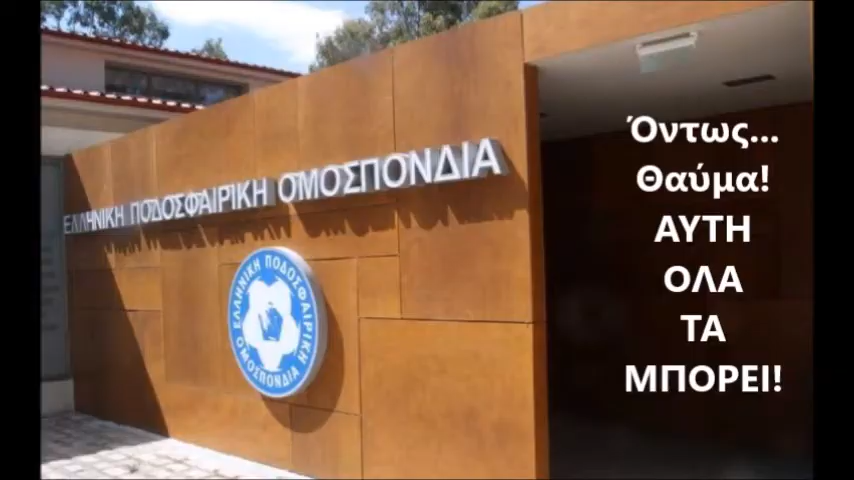 ΕΛΛΗΝΙΚΗ ΠΟΔΟΣΦΑΙΡΙΚΗ ΟΜΟΣΠΟΝΔΙΑ
ΕΛΛΗΝΙΚΗ ΠΟΔΟΣΦΑΙΡΙΚΗ
ΟΜΟΣΠΟΝΔΙΑ
Όντως...
Θαύμα!
ΑΥΤΗ
ΟΛΑ
ΤΑ
ΜΠΟΡΕΙ!